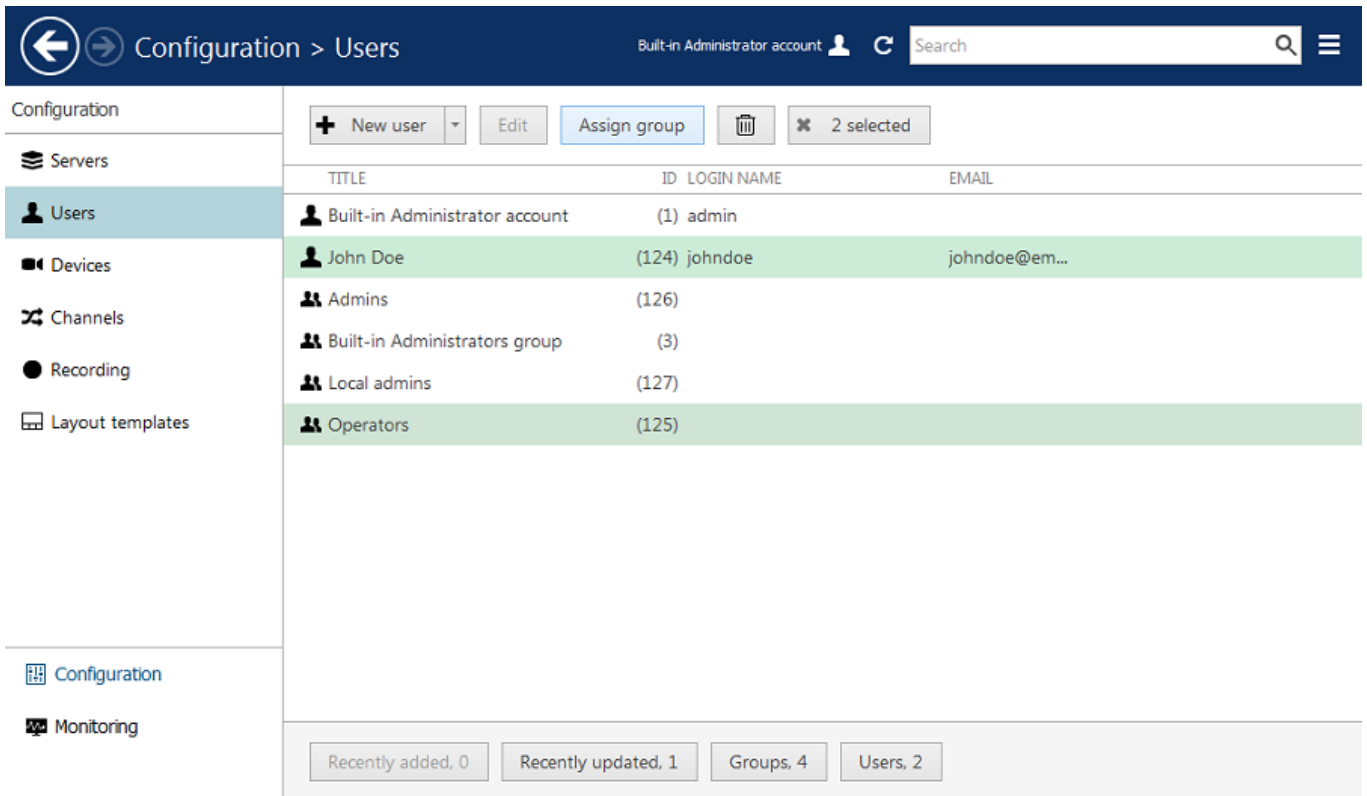 Configuration > Users
Built-in Administrator account
Search
Configuration
Servers
Users
Devices
Channels
Recording
Layout templates
Configuration
Monitoring
New user
Edit
Assign group
2 selected
TITLE ID LOGIN NAME EMAIL
Built-in Administrator account (1) admin
John Doe (124) johndoe johndoe@em...
Admins (126)
Built-in Administrators group (3)
Local admins (127)
Operators (125)
Recently added, 0
Recently updated, 1
Groups, 4
Users, 2